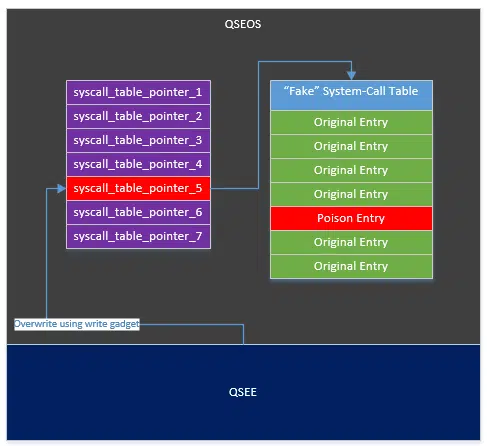 QSEOS
syscall_table_pointer_1
syscall_table_pointer_2
syscall_table_pointer_3
syscall_table_pointer_4
syscall_table_pointer_5
syscall_table_pointer_6
syscall_table_pointer_7
“Fake” System-Call Table
Original Entry
Original Entry
Original Entry
Original Entry
Poison Entry
Original Entry
Original Entry
Overwrite using write gadget
QSEE